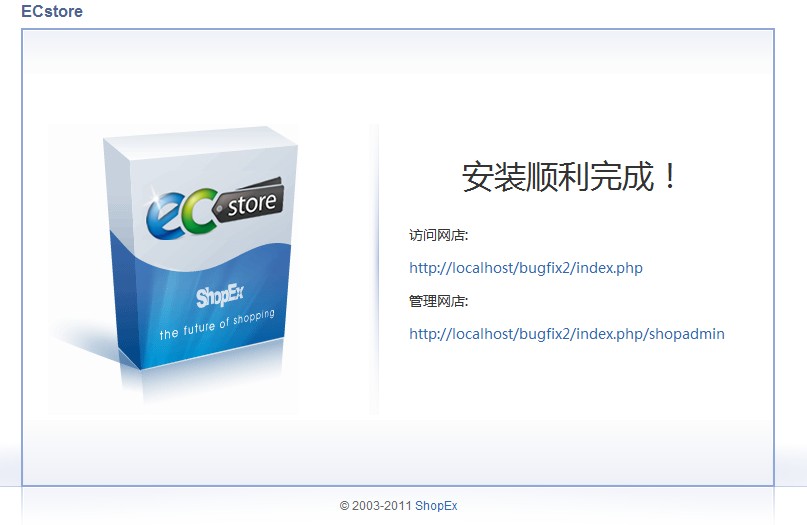 ECstore
ec store
ShopEx
the future of shopping
安装顺利完成！
访问网店:
http://localhost/bugfix2/index.php
管理网店:
http://localhost/bugfix2/index.php/shopadmin
© 2003-2011 ShopEx